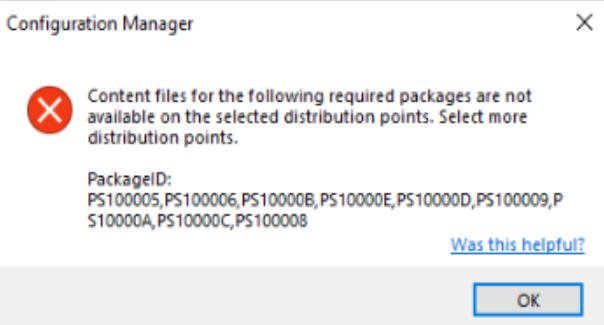 Configuration Manager
Content files for the following required packages are not
available on the selected distribution points. Select more
distribution points.
PackageID:
PS100005,PS100006,PS10000B,PS10000E,PS10000D,PS100009,P
S10000A,PS10000C,PS100008
Was this helpful?
OK